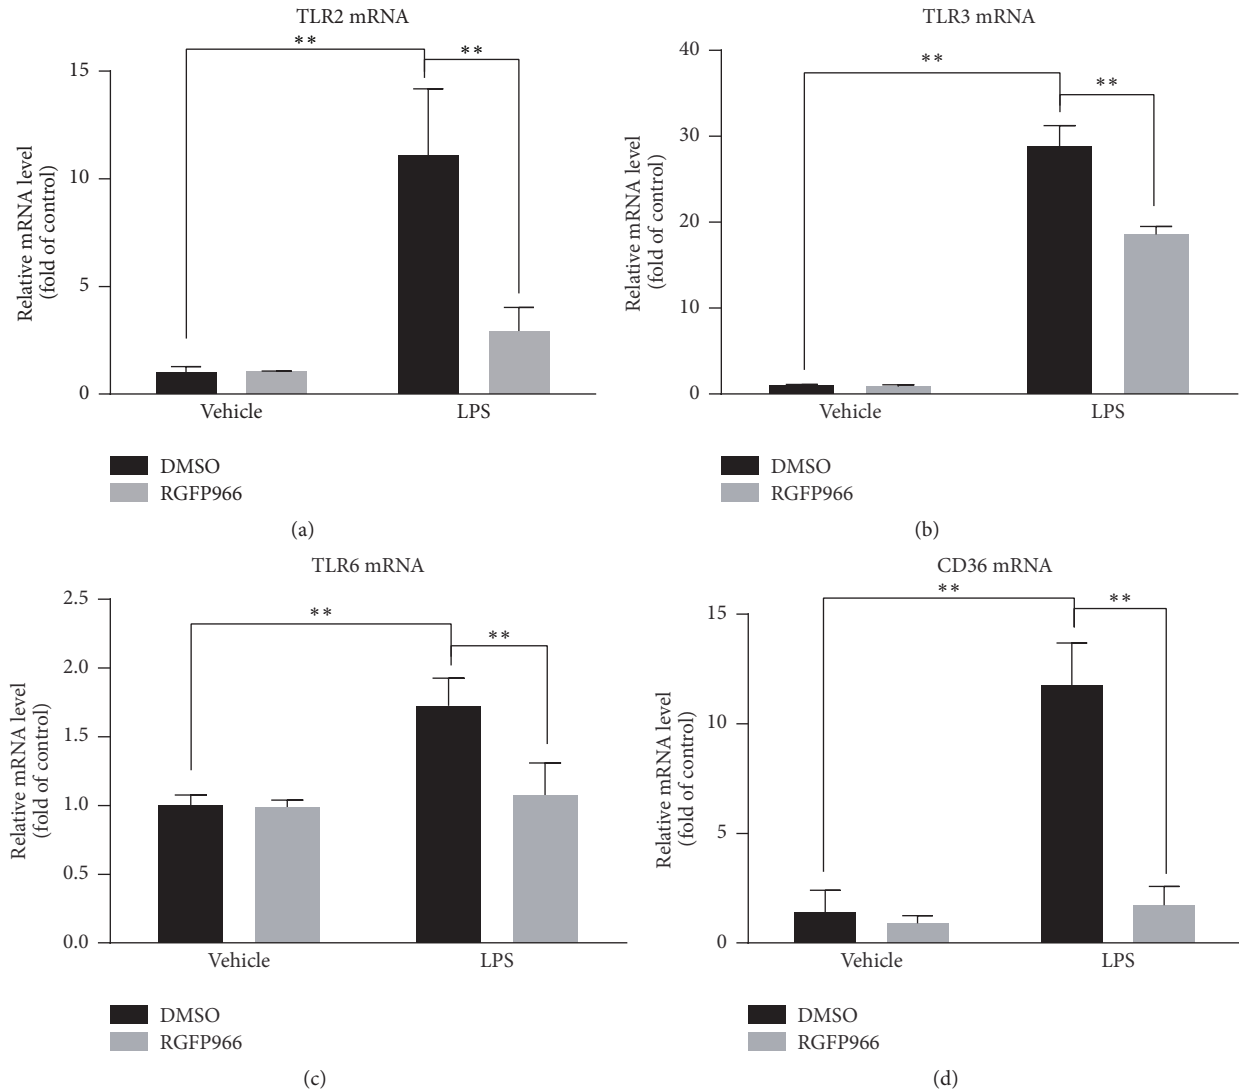 TLR2 mRNA
**
**
15
10
5
0
Relative mRNA level
(fold of control)
Vehicle
LPS
DMSO
RGFP966
(a)
TLR3 mRNA
**
**
40
30
20
10
0
Relative mRNA level
(fold of control)
Vehicle
LPS
DMSO
RGFP966
(b)
TLR6 mRNA
**
**
2.5
2.0
1.5
1.0
0.5
0.0
Relative mRNA level
(fold of control)
Vehicle
LPS
DMSO
RGFP966
(c)
CD36 mRNA
**
**
15
10
5
0
Relative mRNA level
(fold of control)
Vehicle
LPS
DMSO
RGFP966
(d)